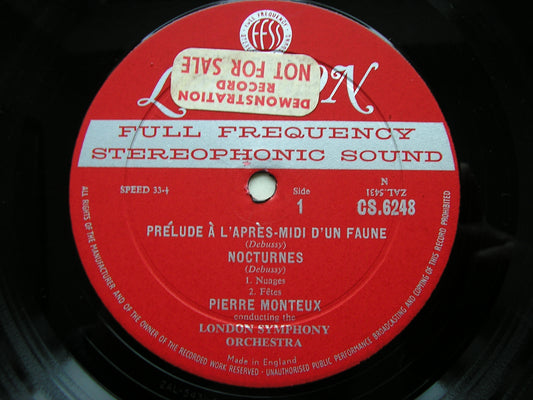 FULL FREQUENCY
FFSS
L ON
DEMONSTRATION
RECORD
NOT FOR SALE
FULL FREQUENCY
STEREOPHONIC SOUND
SPEED 33⅓
Side
1
ZAL.5431
N
CS.6248
PRÉLUDE À L'APRÈS-MIDI D'UN FAUNE
(Debussy)
NOCTURNES
(Debussy)
1. Nuages
2. Fêtes
PIERRE MONTEUX
conducting the
LONDON SYMPHONY
ORCHESTRA
Made in England
ALL RIGHTS OF THE MANUFACTURER AND OF THE OWNER OF THE RECORDED WORK RESERVED - UNAUTHORISED PUBLIC PERFORMANCE BROADCASTING AND COPYING OF THIS RECORD PROHIBITED